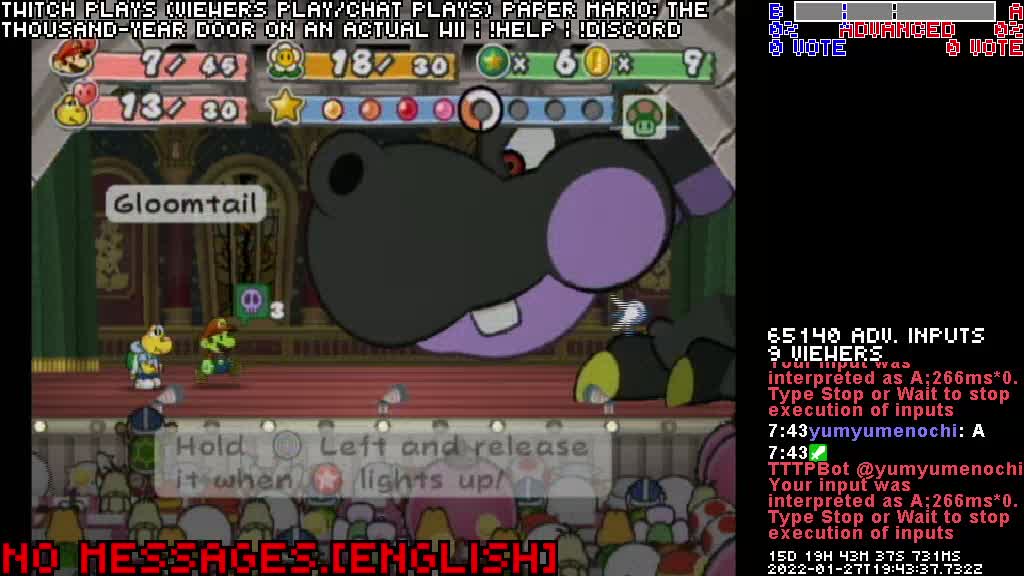 TWITCH PLAYS (VIEWERS PLAY/CHAT PLAYS) PAPER MARIO: THE
THOUSAND-YEAR DOOR ON AN ACTUAL WII | !HELP | !DISCORD
B A
0% ADVANCED 0%
0 VOTE 0 VOTE
7/ 45 18/ 30 × 6 × 9
13/ 30
Gloomtail
3
Hold Left and release
it when lights up!
65140 ADV. INPUTS
9 VIEWERS
Your input was
interpreted as A;266ms*0.
Type Stop or Wait to stop
execution of inputs
7:43yumyumenochi: A
7:43
TTTPBot @yumyumenochi
Your input was
interpreted as A;266ms*0.
Type Stop or Wait to stop
execution of inputs
NO MESSAGES.[ENGLISH]
15D 19H 43M 37S 731MS
2022-01-27T19:43:37.732Z